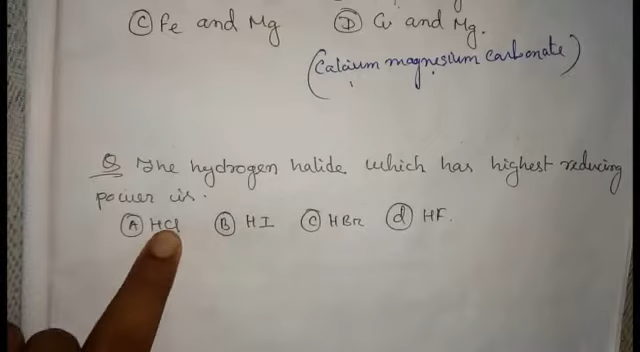 Ⓒ Fe and Mg Ⓓ Ca and Mg.
(Calcium magnesium carbonate)
Q The hydrogen halide which has highest reducing
power is.
Ⓐ HCl Ⓑ HI Ⓒ HBr ⓓ HF.